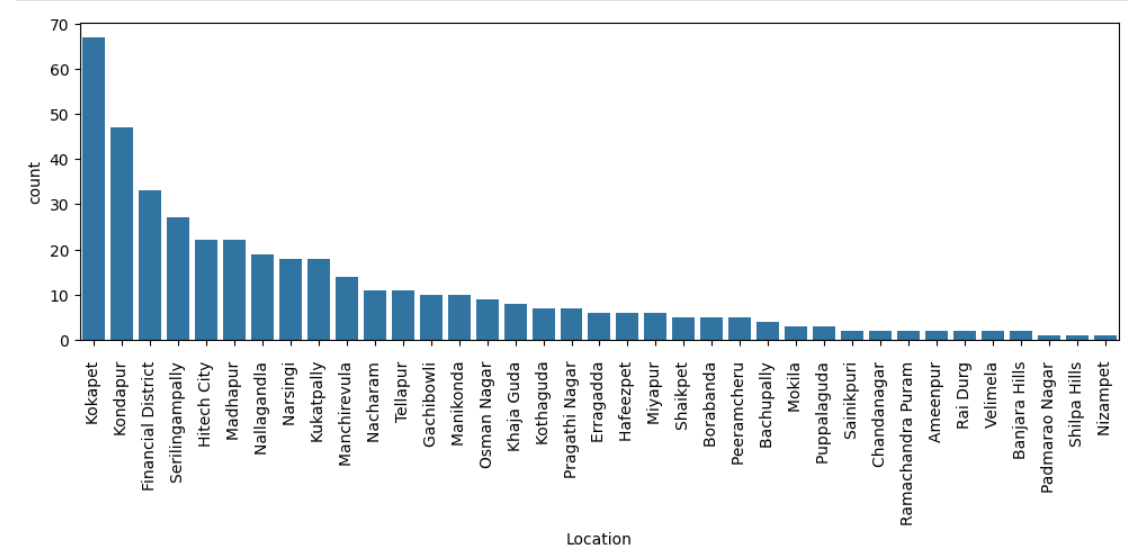 70
60
50
40
30
20
10
0
count
Kokapet
Kondapur
Financial District
Serilingampally
Hitech City
Madhapur
Nallagandla
Narsingi
Kukatpally
Manchirevula
Nacharam
Tellapur
Gachibowli
Manikonda
Osman Nagar
Khaja Guda
Kothaguda
Pragathi Nagar
Erragadda
Hafeezpet
Miyapur
Shaikpet
Borabanda
Peeramcheru
Bachupally
Mokila
Puppalaguda
Sainikpuri
Chandanagar
Ramachandra Puram
Ameenpur
Rai Durg
Velimela
Banjara Hills
Padmarao Nagar
Shilpa Hills
Nizampet
Location